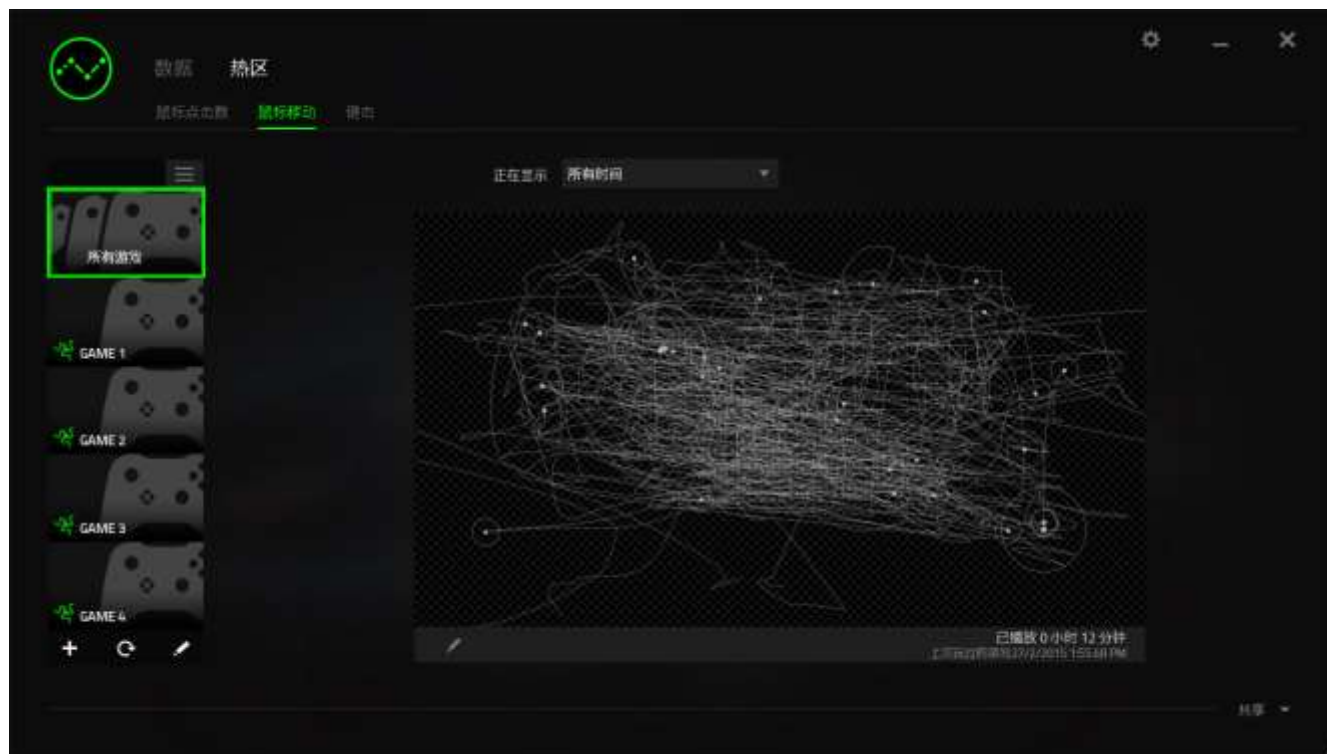 数据 热区
鼠标点击数 鼠标移动 键击
正在显示 所有时间
所有游戏
GAME 1
GAME 2
GAME 3
GAME 4
已播放 0 小时 12 分钟
共享